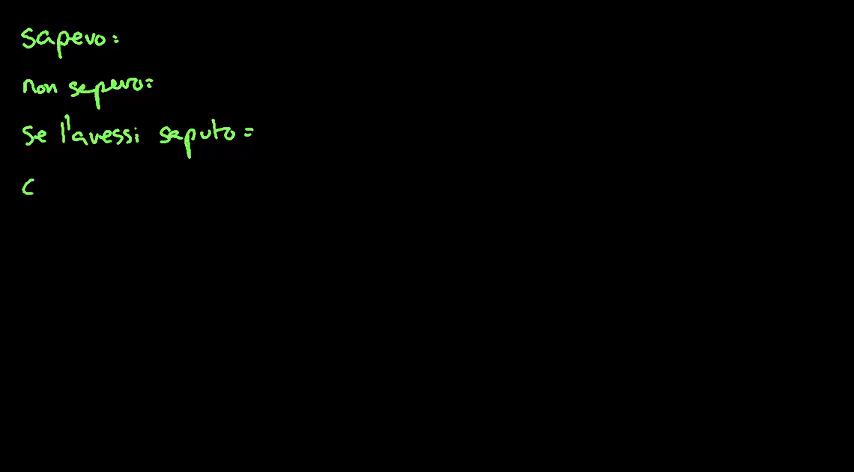 sapevo:
non sapevo=
se l'avessi saputo =
c